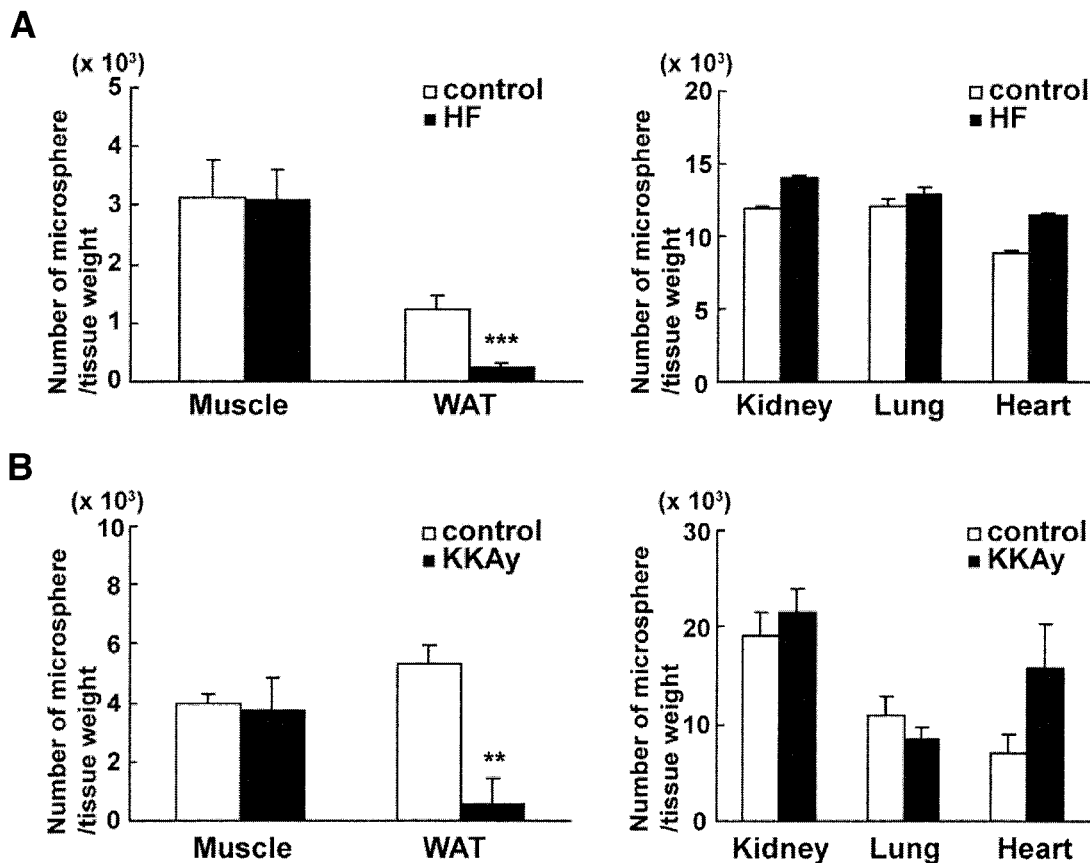 A
(x 10³)
Number of microsphere
/tissue weight
5
4
3
2
1
0
control
HF
***
Muscle
WAT
(x 10³)
Number of microsphere
/tissue weight
20
15
10
5
0
control
HF
Kidney
Lung
Heart
B
(x 10³)
Number of microsphere
/tissue weight
10
8
6
4
2
0
control
KKAy
**
Muscle
WAT
(x 10³)
Number of microsphere
/tissue weight
30
20
10
0
control
KKAy
Kidney
Lung
Heart